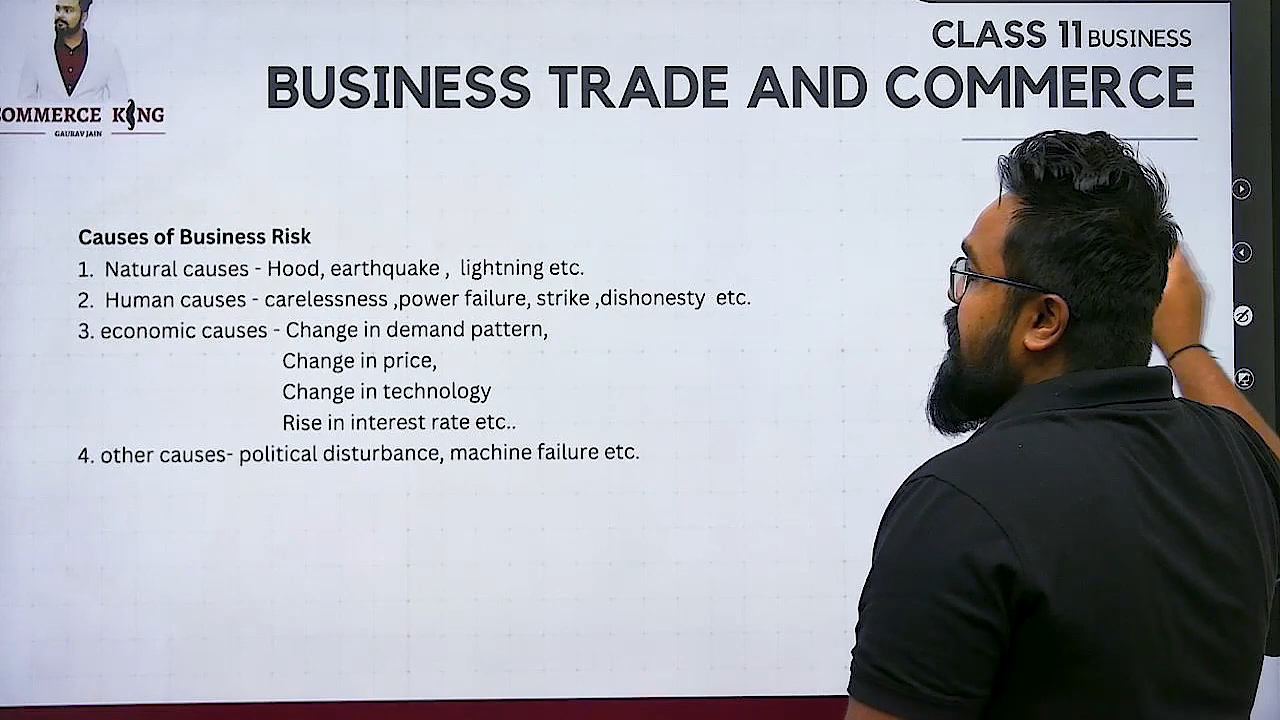 CLASS 11 BUSINESS
BUSINESS TRADE AND COMMERCE
COMMERCE KING
GAURAV JAIN
Causes of Business Risk
1. Natural causes - Hood, earthquake , lightning etc.
2. Human causes - carelessness ,power failure, strike ,dishonesty etc.
3. economic causes - Change in demand pattern,
Change in price,
Change in technology
Rise in interest rate etc..
4. other causes- political disturbance, machine failure etc.